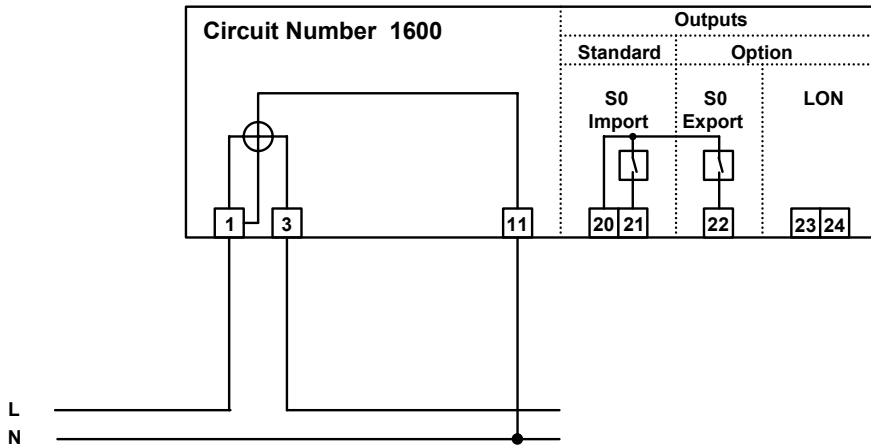 Circuit Number 1600
Outputs
Standard Option
S0 S0 LON
Import Export
1 3 11 20 21 22 23 24
L
N